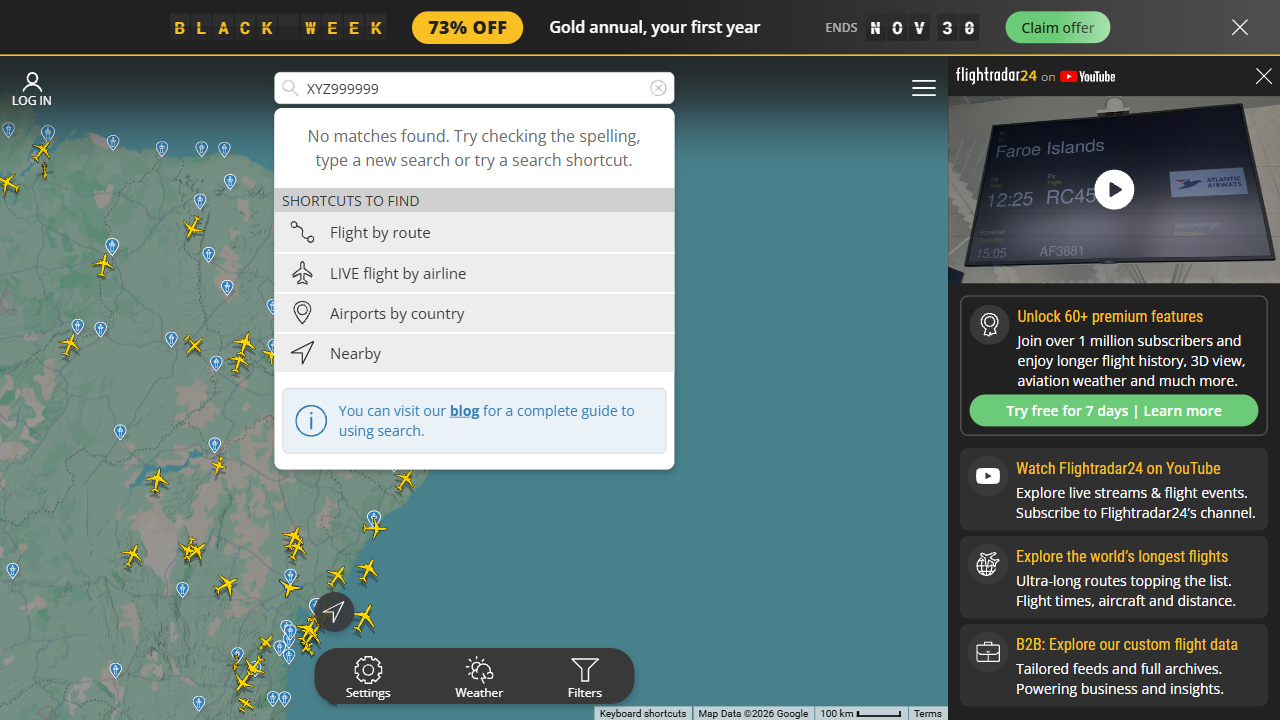 BLACK WEEK
73% OFF
Gold annual, your first year
ENDS
NOV 30
Claim offer
LOG IN
XYZ999999
No matches found. Try checking the spelling,
type a new search or try a search shortcut.
SHORTCUTS TO FIND
Flight by route
LIVE flight by airline
Airports by country
Nearby
You can visit our blog for a complete guide to
using search.
Settings
Weather
Filters
Keyboard shortcuts
Map Data ©2026 Google
100 km
Terms
flightradar24 on YouTube
Faroe Islands
12:25 RC45
ATLANTIC
AIRWAYS
15:05 AF3881
Unlock 60+ premium features
Join over 1 million subscribers and
enjoy longer flight history, 3D view,
aviation weather and much more.
Try free for 7 days | Learn more
Watch Flightradar24 on YouTube
Explore live streams & flight events.
Subscribe to Flightradar24’s channel.
Explore the world’s longest flights
Ultra-long routes topping the list.
Flight times, aircraft and distance.
B2B: Explore our custom flight data
Tailored feeds and full archives.
Powering business and insights.